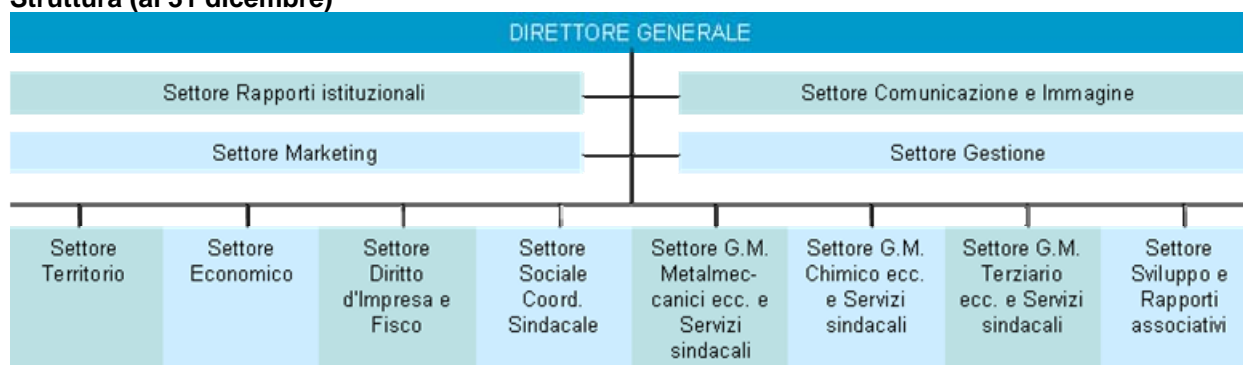 Struttura (al 31 dicembre)
DIRETTORE GENERALE
Settore Rapporti istituzionali
Settore Comunicazione e Immagine
Settore Marketing
Settore Gestione
Settore
Territorio
Settore
Economico
Settore
Diritto
d'Impresa e
Fisco
Settore
Sociale
Coord.
Sindacale
Settore G.M.
Metalmec-
canici ecc. e
Servizi
sindacali
Settore G.M.
Chimico ecc.
e Servizi
sindacali
Settore G.M.
Terziario
ecc. e Servizi
sindacali
Settore
Sviluppo e
Rapporti
associativi